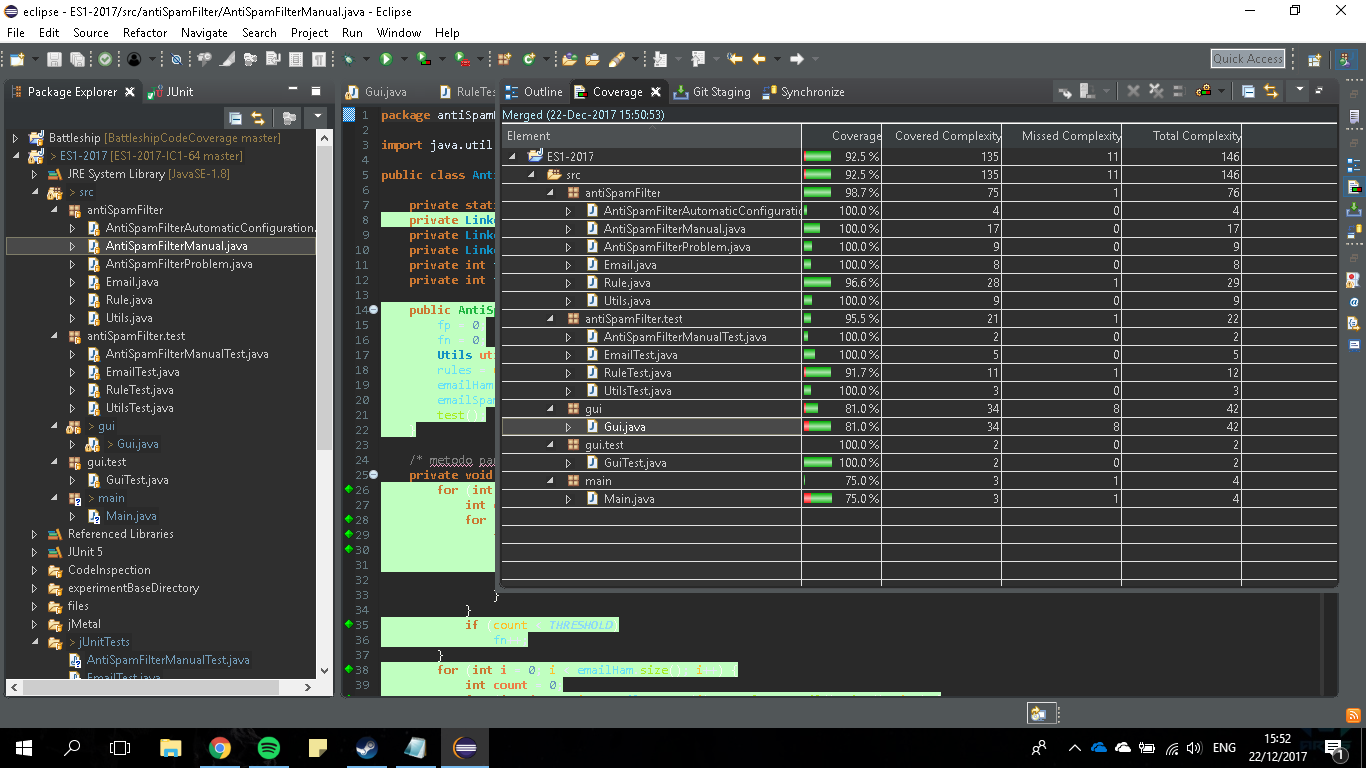 eclipse - ES1-2017/src/antiSpamFilter/AntiSpamFilterManual.java - Eclipse
File Edit Source Refactor Navigate Search Project Run Window Help
Quick Access
Package Explorer JUnit
Battleship [BattleshipCodeCoverage master]
> ES1-2017 [ES1-2017-IC1-64 master]
JRE System Library [JavaSE-1.8]
> src
antiSpamFilter
AntiSpamFilterAutomaticConfiguration.
AntiSpamFilterManual.java
AntiSpamFilterProblem.java
Email.java
Rule.java
Utils.java
antiSpamFilter.test
AntiSpamFilterManualTest.java
EmailTest.java
RuleTest.java
UtilsTest.java
> gui
> Gui.java
gui.test
GuiTest.java
> main
Main.java
Referenced Libraries
JUnit 5
CodeInspection
experimentBaseDirectory
files
jMetal
> jUnitTests
AntiSpamFilterManualTest.java
EmailTest.java
Gui.java RuleTes
1 package antiSpamF
2
3 import java.util
4
5 public class Ant
6
7 private stat
8 private Linke
9 private Linke
10 private Linke
11 private int
12 private int
13
14 public AntiS
15 fp 0
16 fn 0
17 Utils ut
18 rules
19 emailHam
20 emailSpam
21 test
22
23
24 /* metodo pa
25 private void
26 for int
27 int
28 for
29
30
31
32
33 }
34 }
35 if count THRESHOLD
36 fn
37 }
38 for int i 0 i emailHam size i {
39 int count 0
Outline Coverage Git Staging Synchronize
Merged (22-Dec-2017 15:50:53)
Element Coverage Covered Complexity Missed Complexity Total Complexity
ES1-2017 92.5 % 135 11 146
src 92.5 % 135 11 146
antiSpamFilter 98.7 % 75 1 76
AntiSpamFilterAutomaticConfiguratic 100.0 % 4 0 4
AntiSpamFilterManual.java 100.0 % 17 0 17
AntiSpamFilterProblem.java 100.0 % 9 0 9
Email.java 100.0 % 8 0 8
Rule.java 96.6 % 28 1 29
Utils.java 100.0 % 9 0 9
antiSpamFilter.test 95.5 % 21 1 22
AntiSpamFilterManualTest.java 100.0 % 2 0 2
EmailTest.java 100.0 % 5 0 5
RuleTest.java 91.7 % 11 1 12
UtilsTest.java 100.0 % 3 0 3
gui 81.0 % 34 8 42
Gui.java 81.0 % 34 8 42
gui.test 100.0 % 2 0 2
GuiTest.java 100.0 % 2 0 2
main 75.0 % 3 1 4
Main.java 75.0 % 3 1 4
ENG
15:52
22/12/2017
1